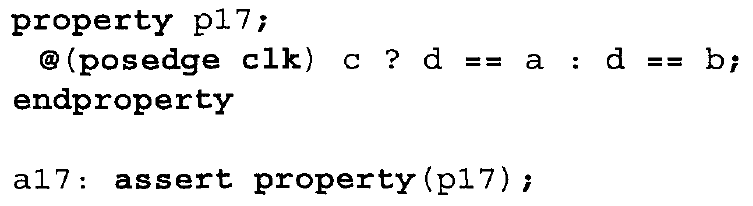 property p17;
@(posedge clk) c ? d == a : d == b;
endproperty
a17: assert property(p17);